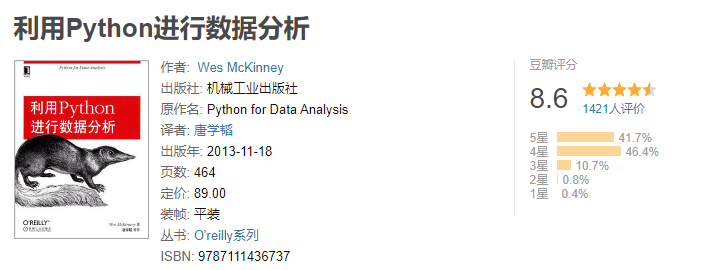 利用Python进行数据分析
Python for Data Analysis
利用Python
进行数据分析
O'REILLY
Wes McKinney 著
作者: Wes McKinney
出版社: 机械工业出版社
原作名: Python for Data Analysis
译者: 唐学韬
出版年: 2013-11-18
页数: 464
定价: 89.00
装帧: 平装
丛书: O'reilly系列
ISBN: 9787111436737
豆瓣评分
8.6
1421人评价
5星 41.7%
4星 46.4%
3星 10.7%
2星 0.8%
1星 0.4%